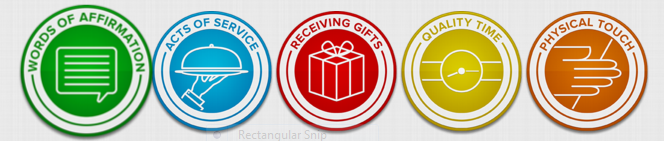 WORDS OF AFFIRMATION
ACTS OF SERVICE
RECEIVING GIFTS
QUALITY TIME
PHYSICAL TOUCH
© Rectangular Snip